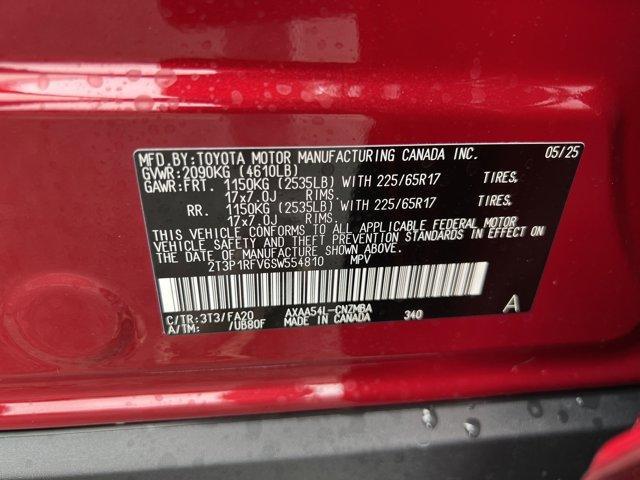 MFD.BY:TOYOTA MOTOR MANUFACTURING CANADA INC. 05/25
GVWR:2090KG (4610LB)
GAWR:FRT. 1150KG (2535LB) WITH 225/65R17 TIRES.
17x7.0J RIMS.
RR. 1150KG (2535LB) WITH 225/65R17 TIRES.
17x7.0J RIMS.
THIS VEHICLE CONFORMS TO ALL APPLICABLE FEDERAL MOTOR
VEHICLE SAFETY AND THEFT PREVENTION STANDARDS IN EFFECT ON
THE DATE OF MANUFACTURE SHOWN ABOVE.
2T3P1RFV6SW554810 MPV
C/TR:3T3/FA20 AXAA54L-CNZMBA 340 A
A/TM: /UB80F MADE IN CANADA